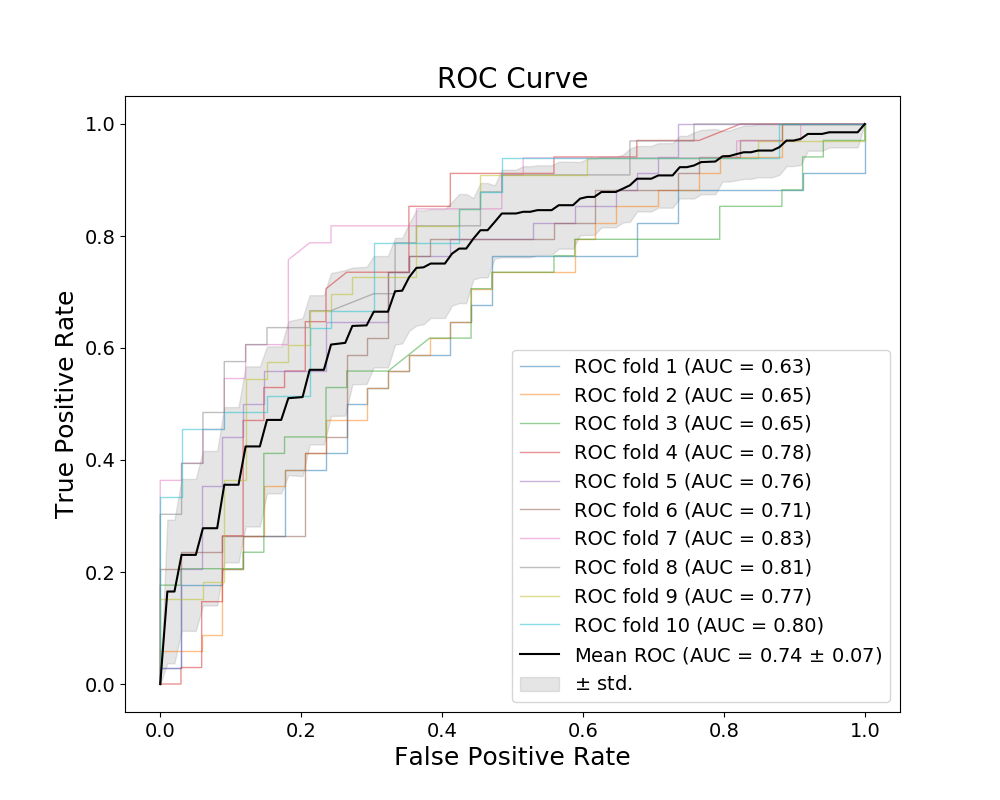 ROC Curve
True Positive Rate
1.0
0.8
0.6
0.4
0.2
0.0
ROC fold 1 (AUC = 0.63)
ROC fold 2 (AUC = 0.65)
ROC fold 3 (AUC = 0.65)
ROC fold 4 (AUC = 0.78)
ROC fold 5 (AUC = 0.76)
ROC fold 6 (AUC = 0.71)
ROC fold 7 (AUC = 0.83)
ROC fold 8 (AUC = 0.81)
ROC fold 9 (AUC = 0.77)
ROC fold 10 (AUC = 0.80)
Mean ROC (AUC = 0.74 ± 0.07)
± std.
0.0 0.2 0.4 0.6 0.8 1.0
False Positive Rate